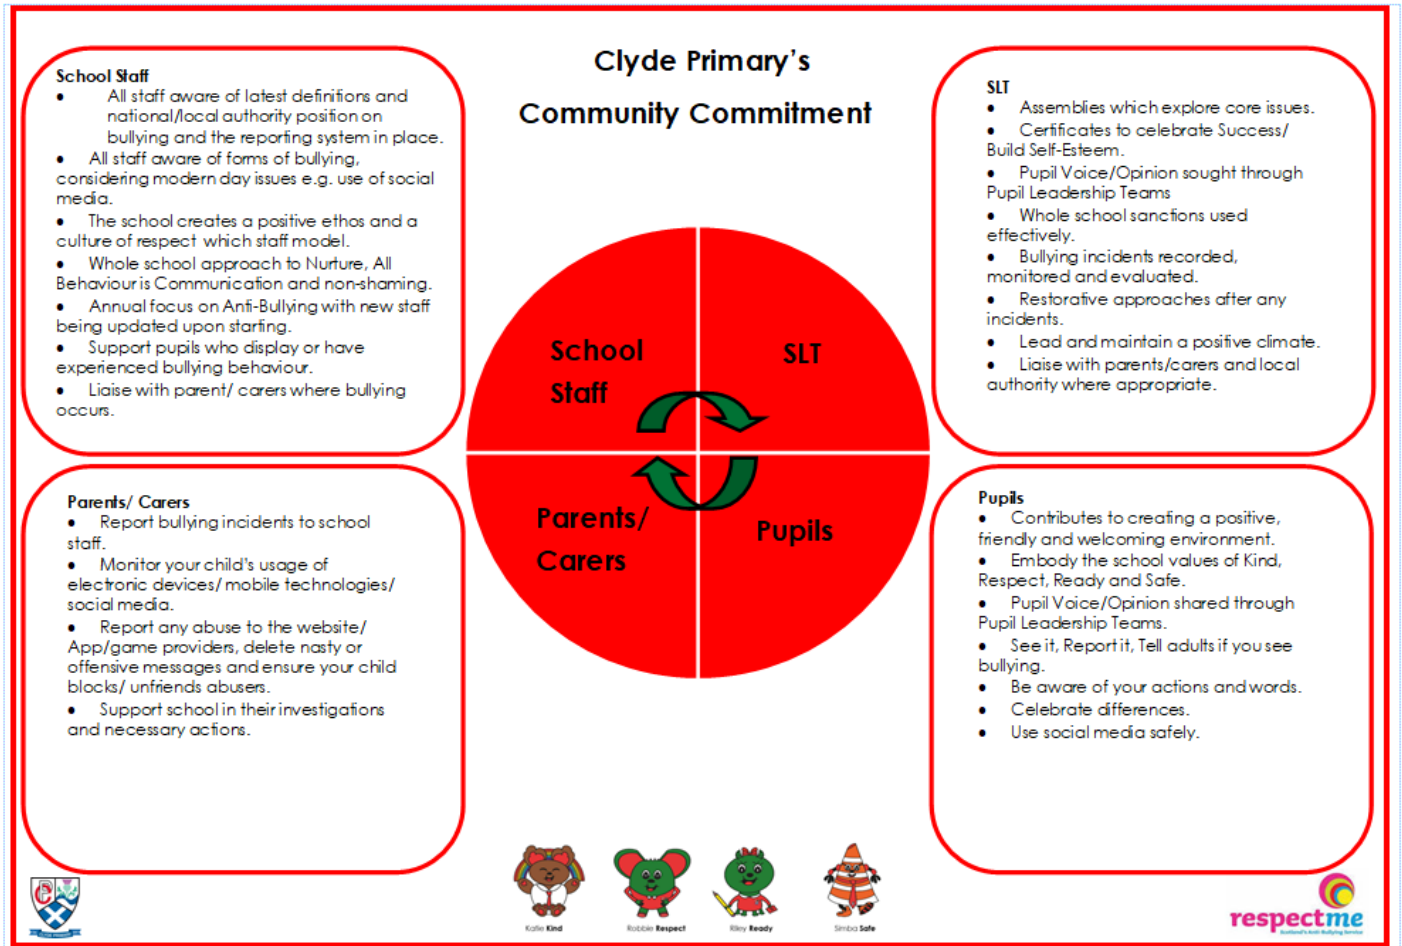 Clyde Primary's
Community Commitment
School Staff
• All staff aware of latest definitions and
national/local authority position on
bullying and the reporting system in place.
• All staff aware of forms of bullying,
considering modern day issues e.g. use of social
media.
• The school creates a positive ethos and a
culture of respect which staff model.
• Whole school approach to Nurture, All
Behaviour is Communication and non-shaming.
• Annual focus on Anti-Bullying with new staff
being updated upon starting.
• Support pupils who display or have
experienced bullying behaviour.
• Liaise with parent/ carers where bullying
occurs.
SLT
• Assemblies which explore core issues.
• Certificates to celebrate Success/
Build Self-Esteem.
• Pupil Voice/Opinion sought through
Pupil Leadership Teams
• Whole school sanctions used
effectively.
• Bullying incidents recorded,
monitored and evaluated.
• Restorative approaches after any
incidents.
• Lead and maintain a positive climate.
• Liaise with parents/carers and local
authority where appropriate.
School
Staff
SLT
Parents/
Carers
Pupils
Parents/ Carers
• Report bullying incidents to school
staff.
• Monitor your child's usage of
electronic devices/ mobile technologies/
social media.
• Report any abuse to the website/
App/game providers, delete nasty or
offensive messages and ensure your child
blocks/ unfriends abusers.
• Support school in their investigations
and necessary actions.
Pupils
• Contributes to creating a positive,
friendly and welcoming environment.
• Embody the school values of Kind,
Respect, Ready and Safe.
• Pupil Voice/Opinion shared through
Pupil Leadership Teams.
• See it, Report it, Tell adults if you see
bullying.
• Be aware of your actions and words.
• Celebrate differences.
• Use social media safely.
Katie Kind
Robbie Respect
Riley Ready
Simba Safe
respectme
Scotland's Anti-Bullying Service